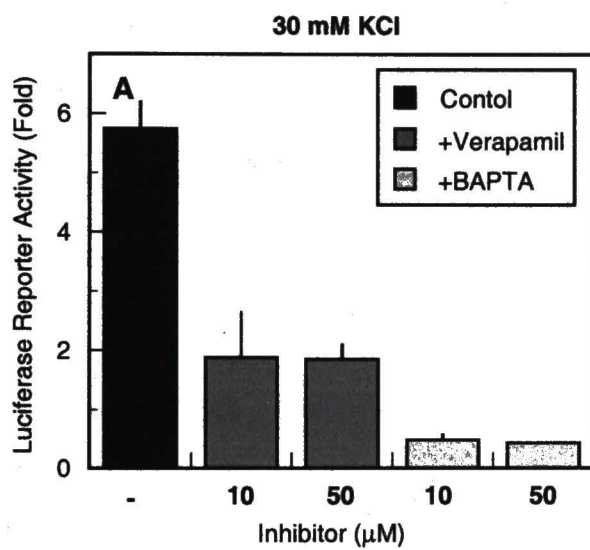 30 mM KCl
A
Contol
+Verapamil
+BAPTA
Luciferase Reporter Activity (Fold)
6
4
2
0
- 10 50 10 50
Inhibitor (μM)